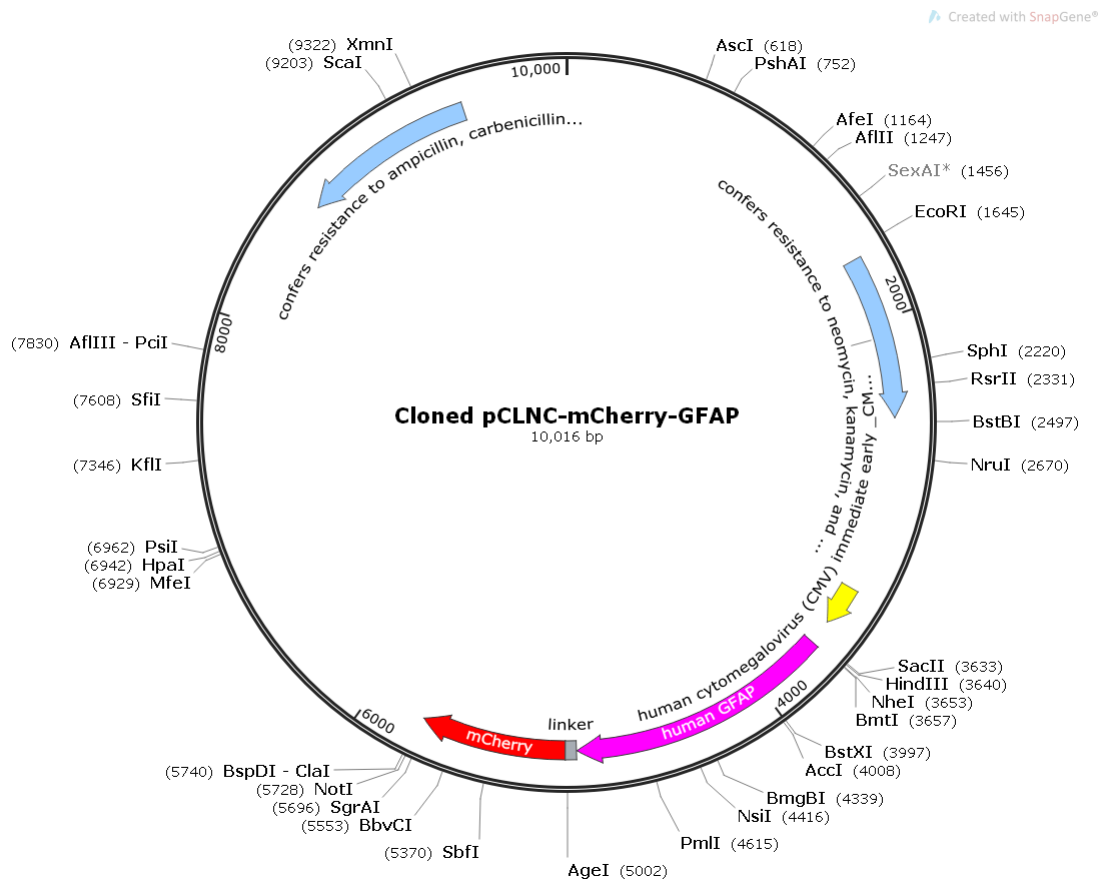 Created with SnapGene®
(9322) XmnI
(9203) ScaI
10,000
AscI (618)
PshAI (752)
AfeI (1164)
AflII (1247)
SexAI* (1456)
EcoRI (1645)
confers resistance to ampicillin, carbenicillin...
confers resistance to neomycin, kanamycin, and ...
2000
8000
(7830) AflIII - PciI
(7608) SfiI
(7346) KflI
SphI (2220)
RsrII (2331)
BstBI (2497)
NruI (2670)
Cloned pCLNC-mCherry-GFAP
10,016 bp
(6962) PsiI
(6942) HpaI
(6929) MfeI
human cytomegalovirus (CMV) immediate early _CM...
SacII (3633)
HindIII (3640)
NheI (3653)
BmtI (3657)
4000
6000
linker
human GFAP
mCherry
BstXI (3997)
AccI (4008)
BmgBI (4339)
NsiI (4416)
PmlI (4615)
AgeI (5002)
(5740) BspDI - ClaI
(5728) NotI
(5696) SgrAI
(5553) BbvCI
(5370) SbfI